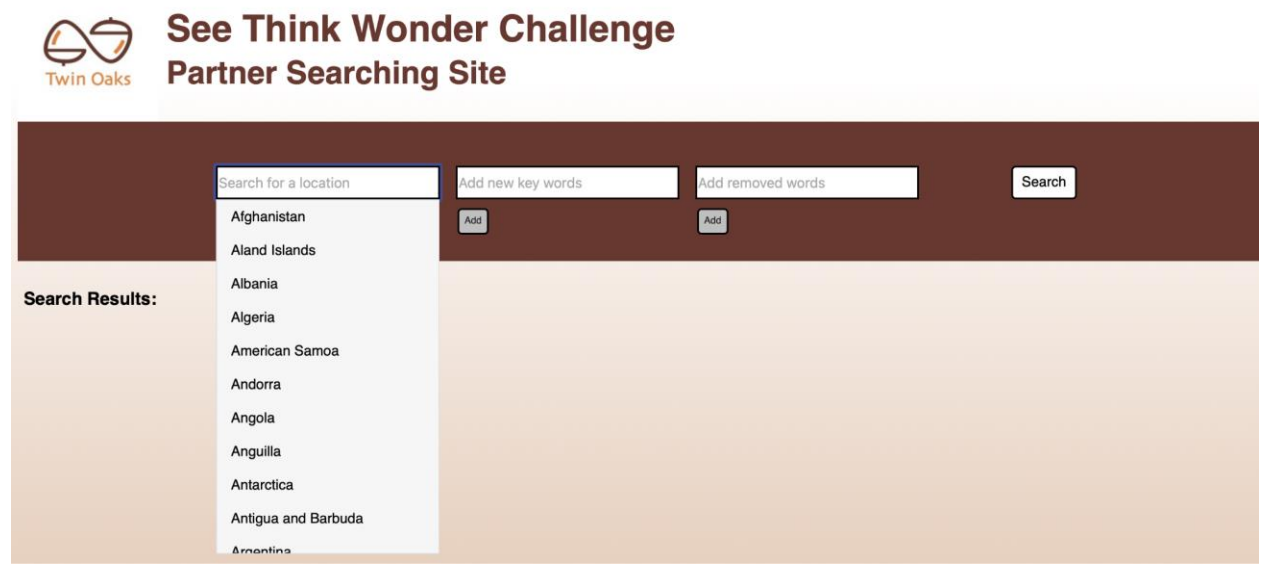 See Think Wonder Challenge
Partner Searching Site
Twin Oaks
Search for a location
Add new key words
Add removed words
Search
Add
Add
Afghanistan
Aland Islands
Albania
Algeria
American Samoa
Andorra
Angola
Anguilla
Antarctica
Antigua and Barbuda
Argentina
Search Results: